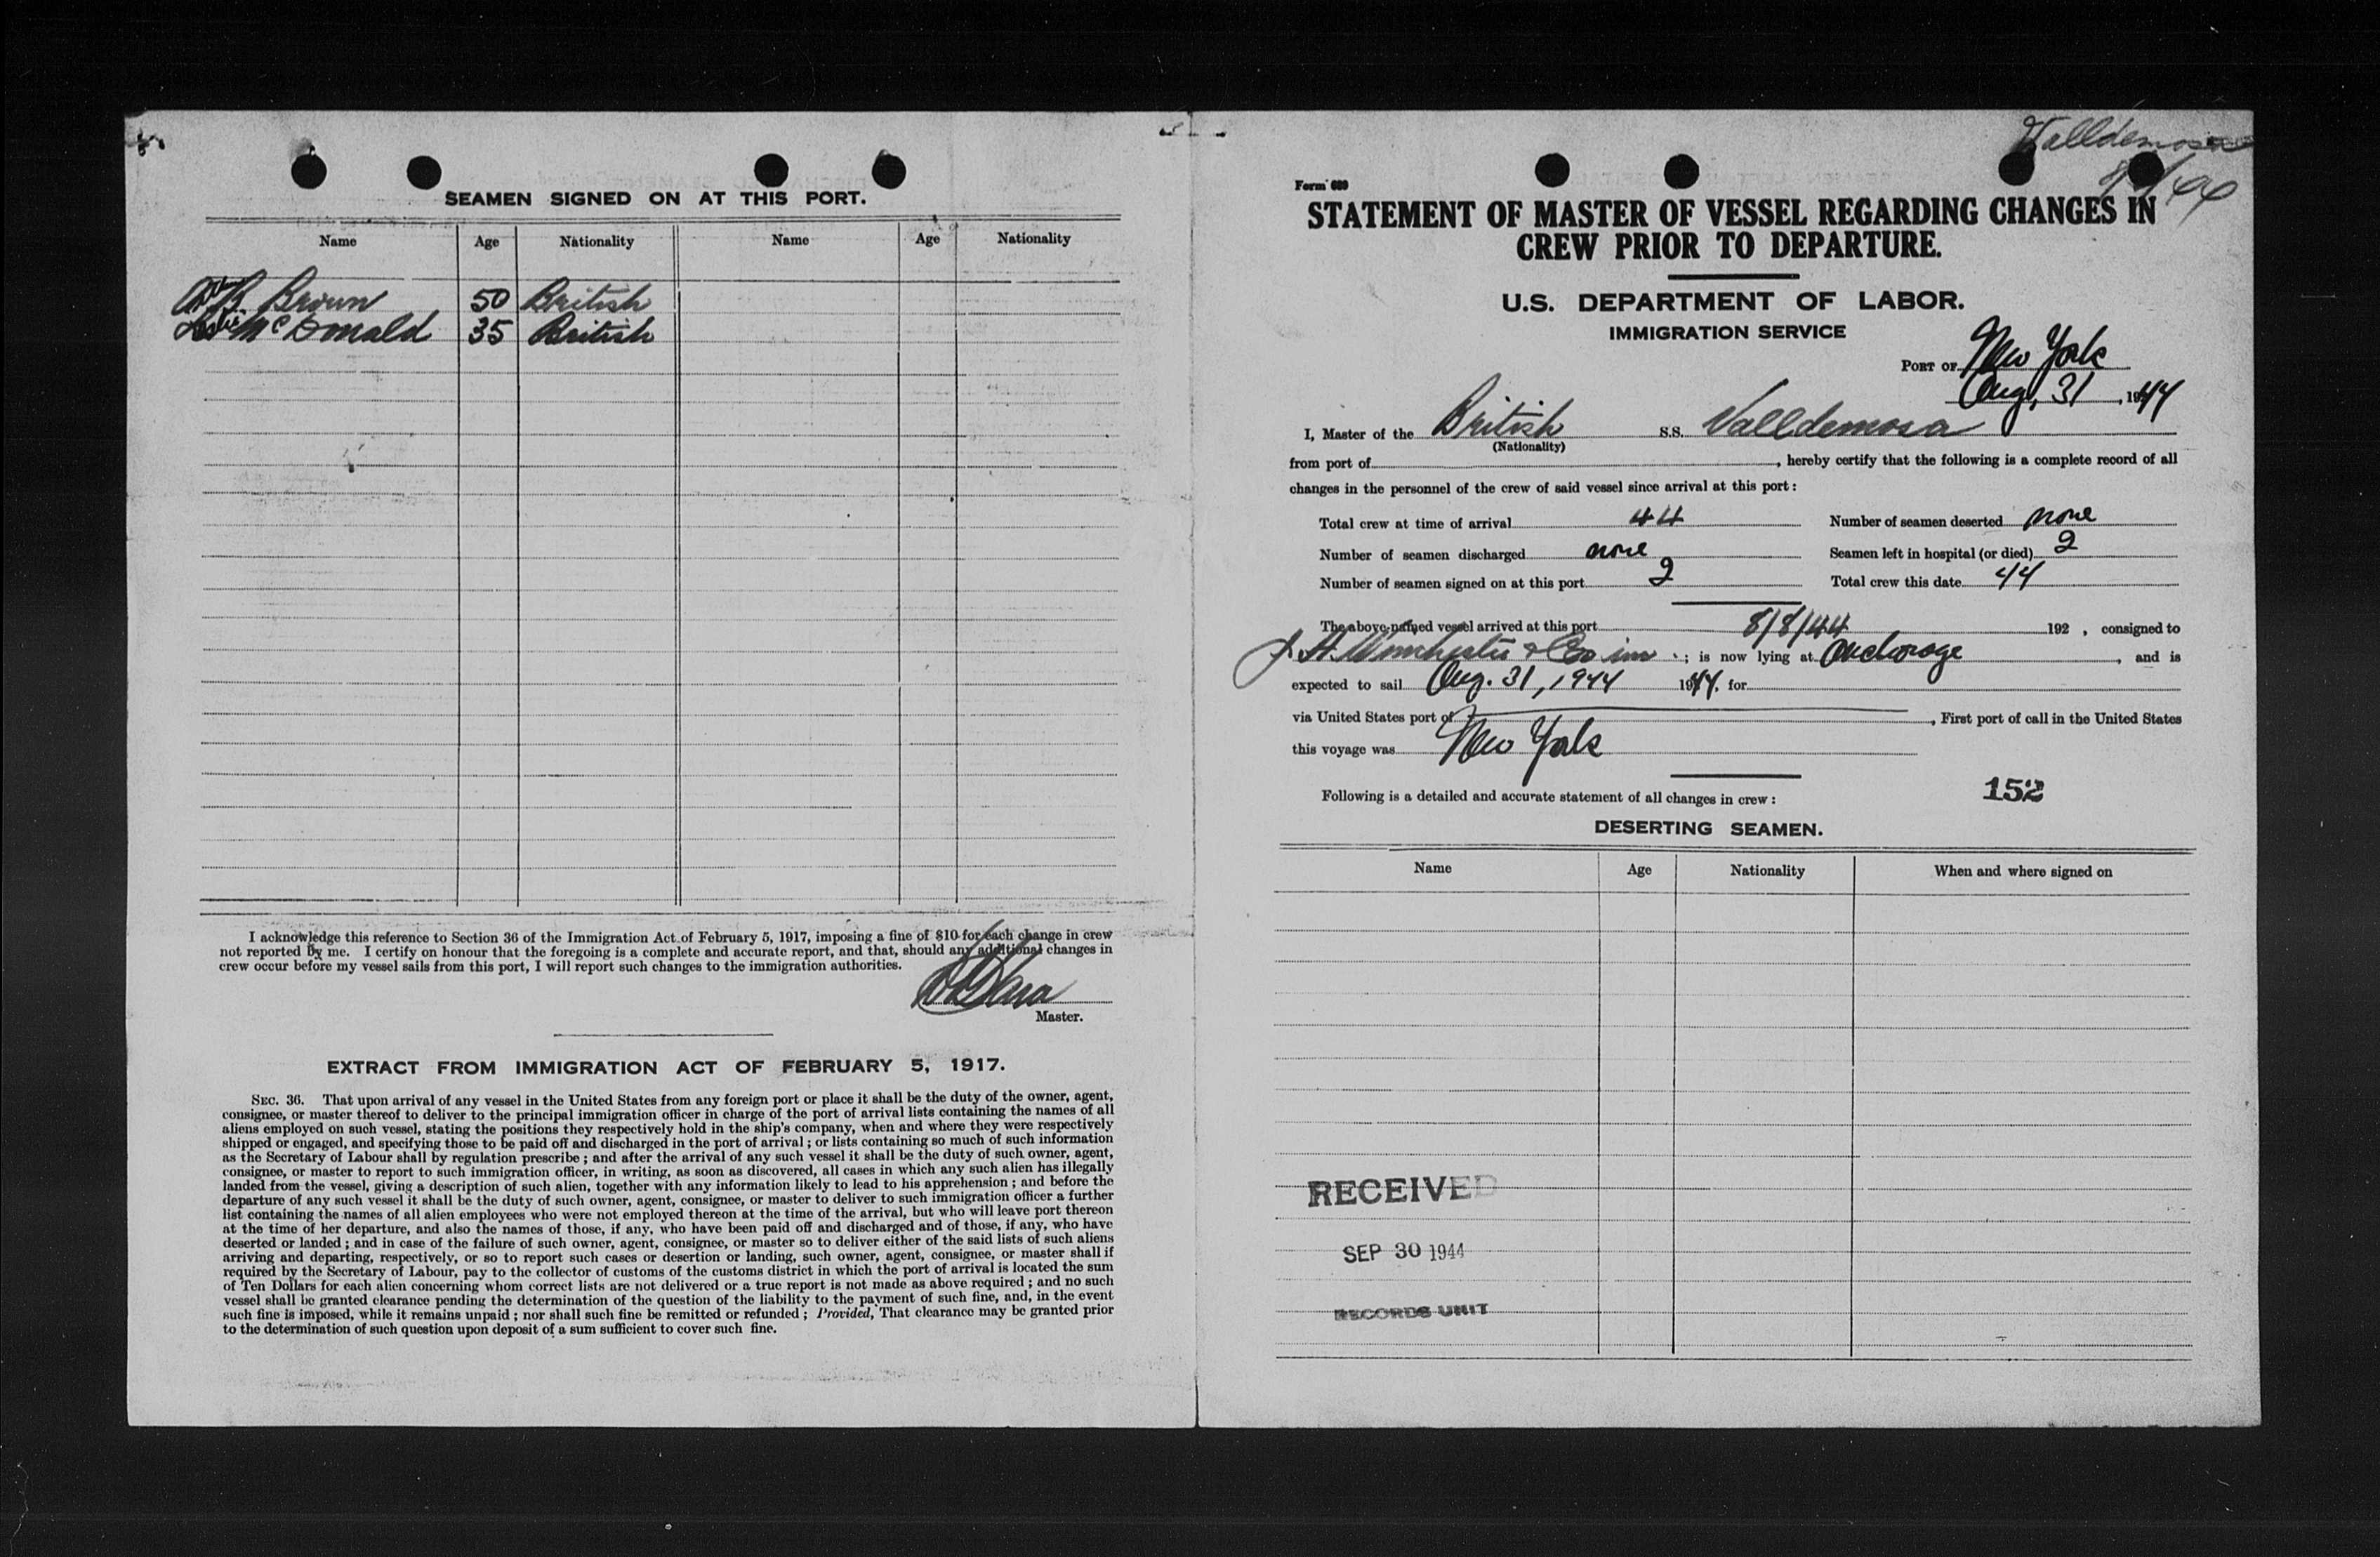 SEAMEN SIGNED ON AT THIS PORT.
Name Age Nationality Name Age Nationality
Brown 50 British
Leslie McDonald 35 British
I acknowledge this reference to Section 36 of the Immigration Act of February 5, 1917, imposing a fine of $10 for each change in crew
not reported by me. I certify on honour that the foregoing is a complete and accurate report, and that, should any additional changes in
crew occur before my vessel sails from this port, I will report such changes to the immigration authorities.
Master.
EXTRACT FROM IMMIGRATION ACT OF FEBRUARY 5, 1917.
SEC. 36. That upon arrival of any vessel in the United States from any foreign port or place it shall be the duty of the owner, agent,
consignee, or master thereof to deliver to the principal immigration officer in charge of the port of arrival lists containing the names of all
aliens employed on such vessel, stating the positions they respectively hold in the ship's company, when and where they were respectively
shipped or engaged, and specifying those to be paid off and discharged in the port of arrival; or lists containing so much of such information
as the Secretary of Labour shall by regulation prescribe; and after the arrival of any such vessel it shall be the duty of such owner, agent,
consignee, or master to report to such immigration officer, in writing, as soon as discovered, all cases in which any such alien has illegally
landed from the vessel, giving a description of such alien, together with any information likely to lead to his apprehension; and before the
departure of any such vessel it shall be the duty of such owner, agent, consignee, or master to deliver to such immigration officer a further
list containing the names of all alien employees who were not employed thereon at the time of the arrival, but who will leave port thereon
at the time of her departure, and also the names of those, if any, who have been paid off and discharged and of those, if any, who have
deserted or landed; and in case of the failure of such owner, agent, consignee, or master so to deliver either of the said lists of such aliens
arriving and departing, respectively, or so to report such cases or desertion or landing, such owner, agent, consignee, or master shall if
required by the Secretary of Labour, pay to the collector of customs of the customs district in which the port of arrival is located the sum
of Ten Dollars for each alien concerning whom correct lists are not delivered or a true report is not made as above required; and no such
vessel shall be granted clearance pending the determination of the question of the liability to the payment of such fine, and, in the event
such fine is imposed, while it remains unpaid; nor shall such fine be remitted or refunded; Provided, That clearance may be granted prior
to the determination of such question upon deposit of a sum sufficient to cover such fine.
Valldemosa
Form 689
STATEMENT OF MASTER OF VESSEL REGARDING CHANGES IN
CREW PRIOR TO DEPARTURE.
U.S. DEPARTMENT OF LABOR.
IMMIGRATION SERVICE
PORT OF New York
Aug. 31, 1944
I, Master of the British S.S. Valldemosa
(Nationality)
from port of , hereby certify that the following is a complete record of all
changes in the personnel of the crew of said vessel since arrival at this port:
Total crew at time of arrival 44 Number of seamen deserted none
Number of seamen discharged none Seamen left in hospital (or died) 2
Number of seamen signed on at this port 2 Total crew this date 44
The above-named vessel arrived at this port 8/8/44 192 , consigned to
J. H. Winchester & Co inc.; is now lying at anchorage, and is
expected to sail Aug. 31, 1944 1944, for
via United States port of , First port of call in the United States
this voyage was New York
152
Following is a detailed and accurate statement of all changes in crew:
DESERTING SEAMEN.
Name Age Nationality When and where signed on
RECEIVED
SEP 30 1944
RECORDS UNIT